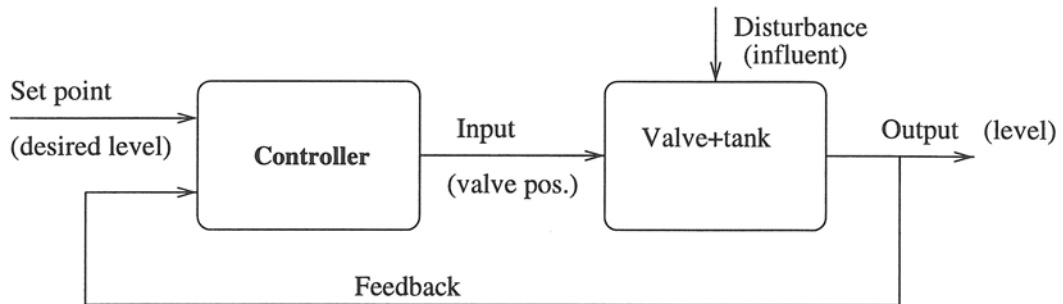 Disturbance
(influent)
Set point
(desired level)
Controller
Input
(valve pos.)
Valve+tank
Output (level)
Feedback